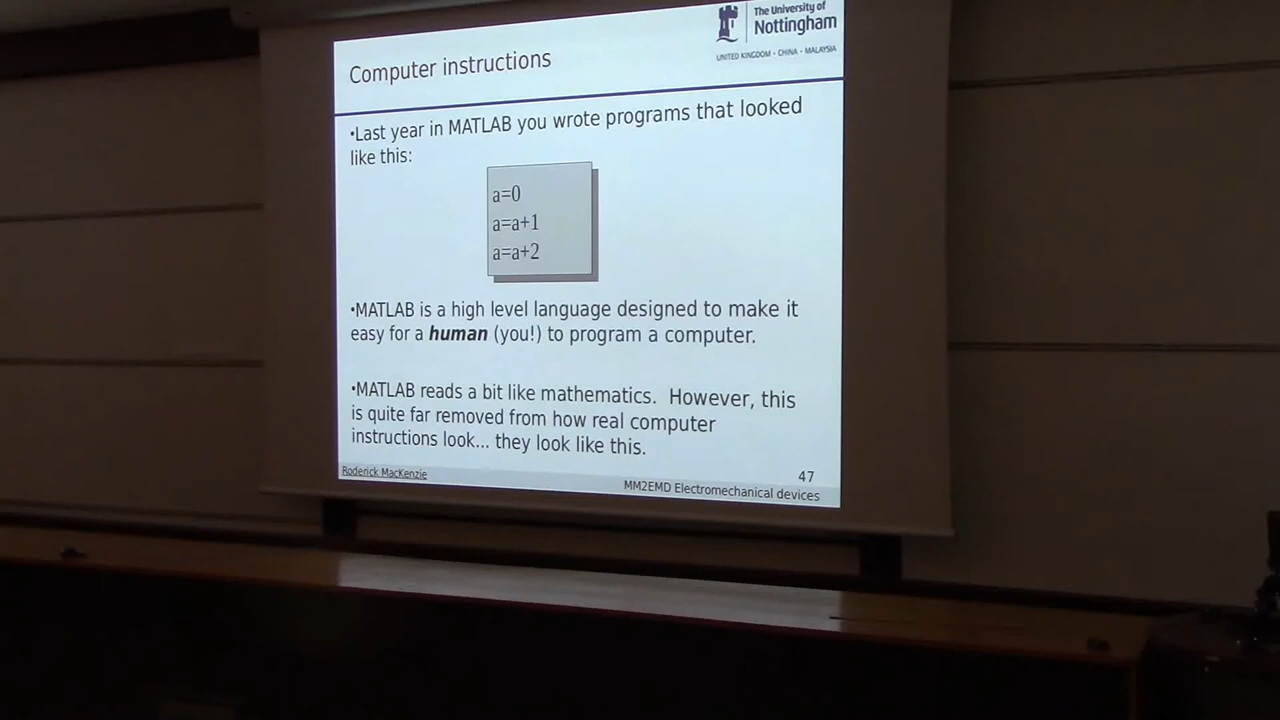 The University of
Nottingham
UNITED KINGDOM • CHINA • MALAYSIA
Computer instructions
•Last year in MATLAB you wrote programs that looked
like this:
a=0
a=a+1
a=a+2
•MATLAB is a high level language designed to make it
easy for a human (you!) to program a computer.
•MATLAB reads a bit like mathematics.  However, this
is quite far removed from how real computer
instructions look... they look like this.
Roderick MacKenzie
47
MM2EMD Electromechanical devices